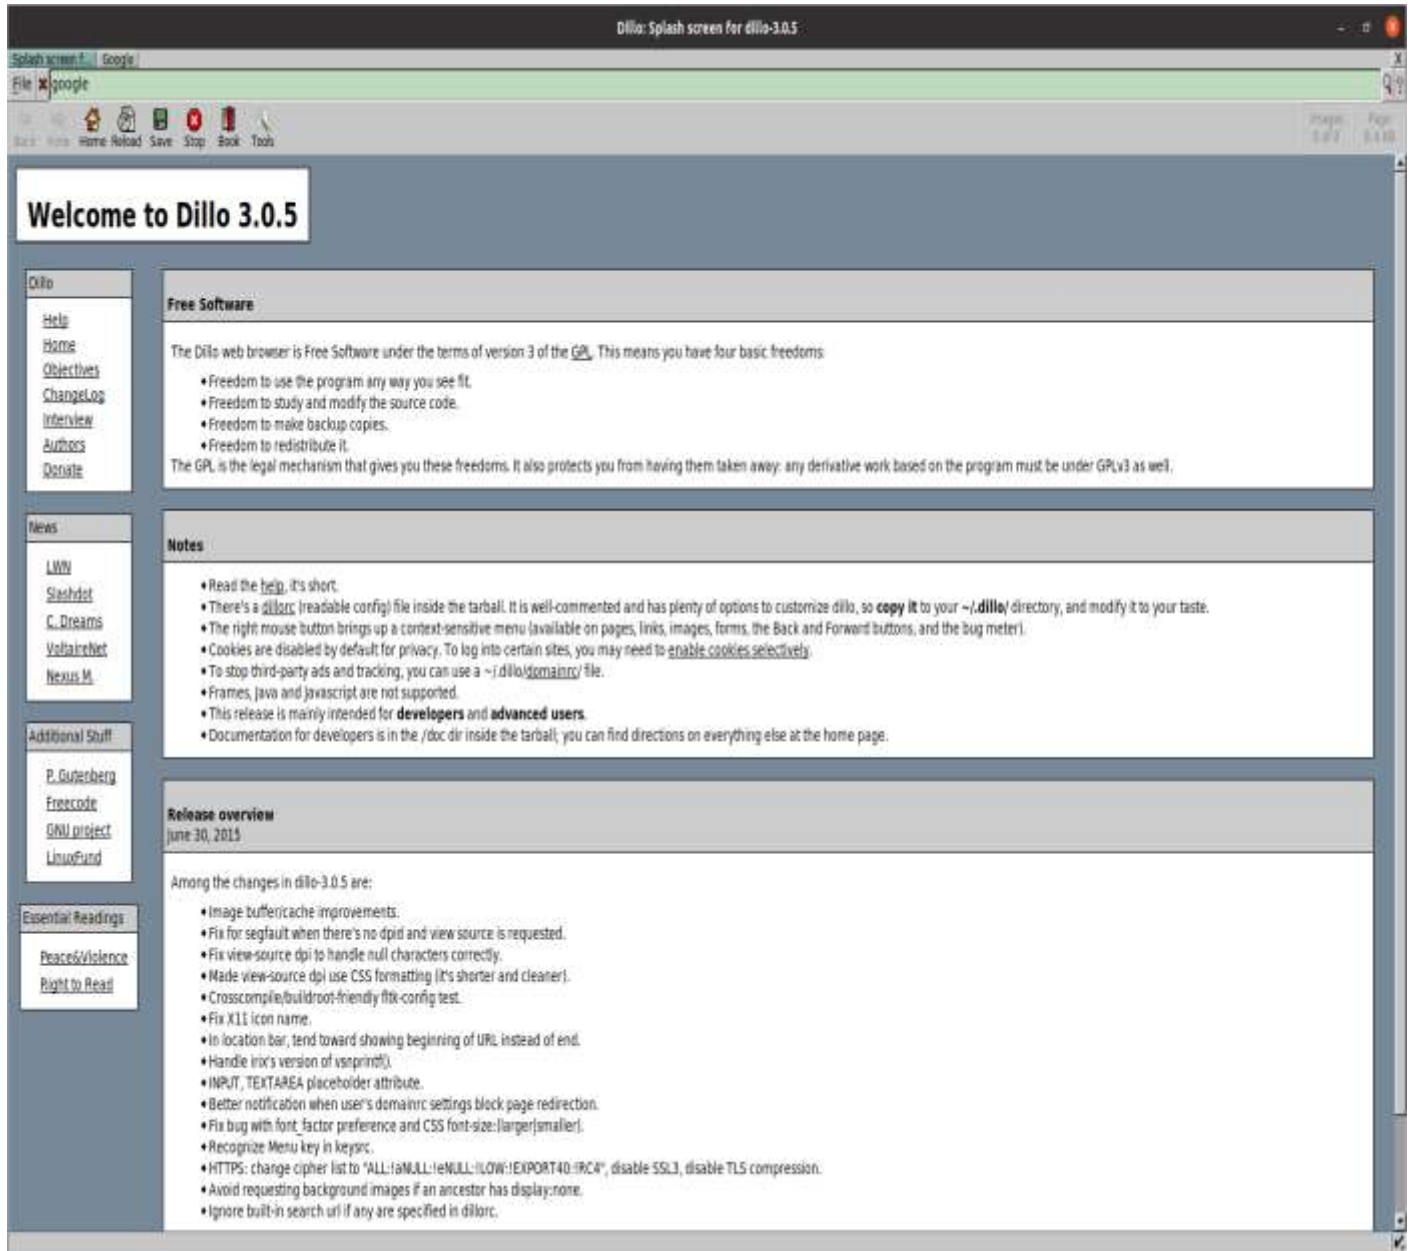 Dillo: Splash screen for dillo-3.0.5
Splash screen f... Google
File google
Back Home Reload Save Stop Book Tools
Images Page
Welcome to Dillo 3.0.5
Dillo
Help
Home
Objectives
ChangeLog
Interview
Authors
Donate
News
LWN
Slashdot
C. Dreams
VoltaireNet
Nexus M.
Additional Stuff
P. Gutenberg
Freecode
GNU project
LinuxFund
Essential Readings
Peace&Violence
Right to Read
Free Software
The Dillo web browser is Free Software under the terms of version 3 of the GPL. This means you have four basic freedoms:
•Freedom to use the program any way you see fit.
•Freedom to study and modify the source code.
•Freedom to make backup copies.
•Freedom to redistribute it.
The GPL is the legal mechanism that gives you these freedoms. It also protects you from having them taken away: any derivative work based on the program must be under GPLv3 as well.
Notes
•Read the help, it's short.
•There's a dillorc (readable config) file inside the tarball. It is well-commented and has plenty of options to customize dillo, so copy it to your ~/.dillo/ directory, and modify it to your taste.
•The right mouse button brings up a context-sensitive menu (available on pages, links, images, forms, the Back and Forward buttons, and the bug meter).
•Cookies are disabled by default for privacy. To log into certain sites, you may need to enable cookies selectively.
•To stop third-party ads and tracking, you can use a ~/.dillo/domainrc/ file.
•Frames, Java and Javascript are not supported.
•This release is mainly intended for developers and advanced users.
•Documentation for developers is in the /doc dir inside the tarball; you can find directions on everything else at the home page.
Release overview
June 30, 2015
Among the changes in dillo-3.0.5 are:
•Image buffer/cache improvements.
•Fix for segfault when there's no dpid and view source is requested.
•Fix view-source dpi to handle null characters correctly.
•Made view-source dpi use CSS formatting (it's shorter and cleaner).
•Crosscompile/buildroot-friendly fltk-config test.
•Fix X11 icon name.
•In location bar, tend toward showing beginning of URL instead of end.
•Handle irix's version of vsnprintf().
•INPUT, TEXTAREA placeholder attribute.
•Better notification when user's domainrc settings block page redirection.
•Fix bug with font_factor preference and CSS font-size:(larger|smaller).
•Recognize Menu key in keysrc.
•HTTPS: change cipher list to "ALL:!aNULL:!eNULL:!LOW:!EXPORT40:!RC4", disable SSL3, disable TLS compression.
•Avoid requesting background images if an ancestor has display:none.
•Ignore built-in search url if any are specified in dillorc.